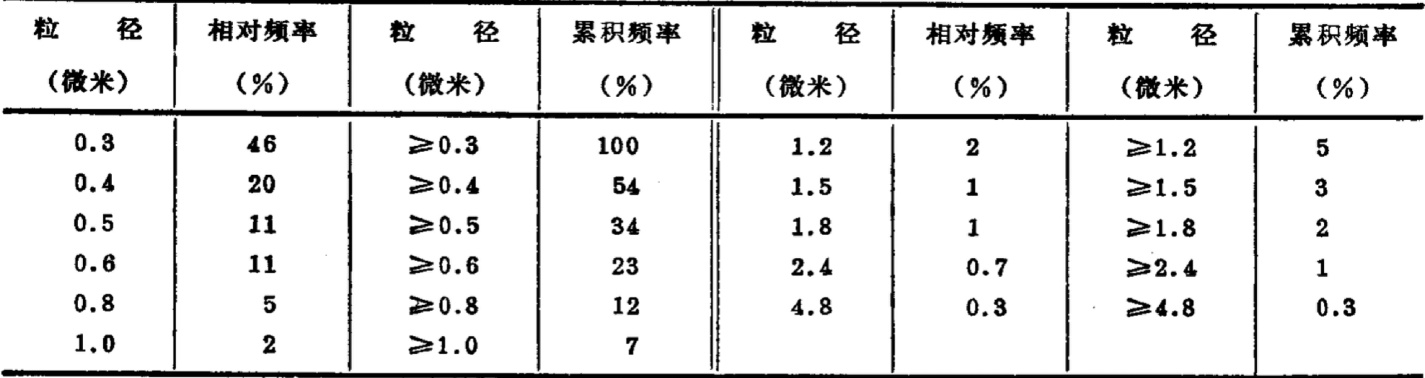 粒 径 相对频率 粒 径 累积频率 粒 径 相对频率 粒 径 累积频率
(微米) (%) (微米) (%) (微米) (%) (微米) (%)
0.3 46 ≥0.3 100 1.2 2 ≥1.2 5
0.4 20 ≥0.4 54 1.5 1 ≥1.5 3
0.5 11 ≥0.5 34 1.8 1 ≥1.8 2
0.6 11 ≥0.6 23 2.4 0.7 ≥2.4 1
0.8 5 ≥0.8 12 4.8 0.3 ≥4.8 0.3
1.0 2 ≥1.0 7